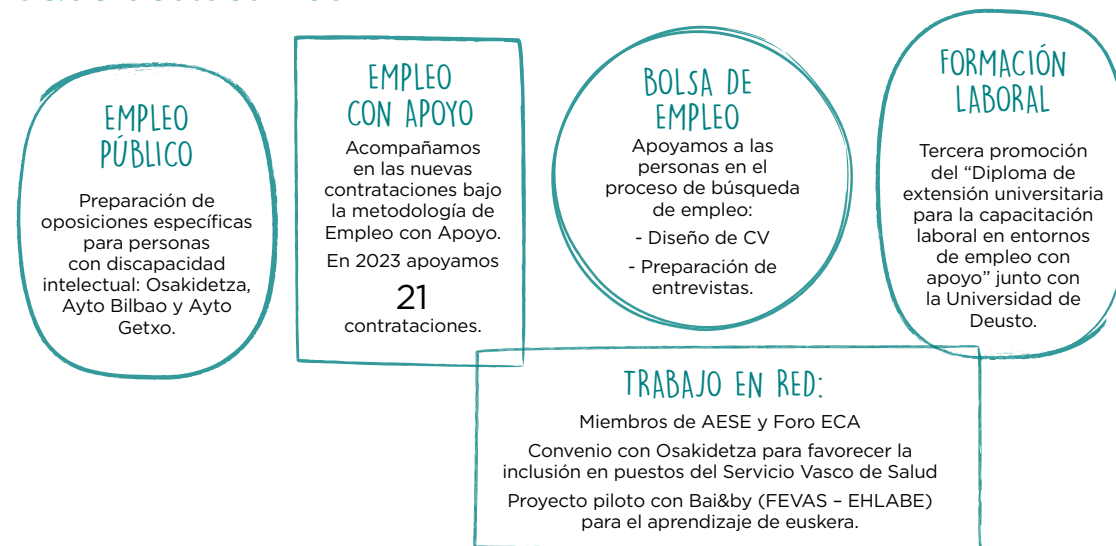 EMPLEO
PÚBLICO
Preparación de
oposiciones específicas
para personas
con discapacidad
intelectual: Osakidetza,
Ayto Bilbao y Ayto
Getxo.
EMPLEO
CON APOYO
Acompañamos
en las nuevas
contrataciones bajo
la metodología de
Empleo con Apoyo.
En 2023 apoyamos
21
contrataciones.
BOLSA DE
EMPLEO
Apoyamos a las
personas en el
proceso de búsqueda
de empleo:
- Diseño de CV
- Preparación de
entrevistas.
FORMACIÓN
LABORAL
Tercera promoción
del “Diploma de
extensión universitaria
para la capacitación
laboral en entornos
de empleo con
apoyo” junto con
la Universidad de
Deusto.
TRABAJO EN RED:
Miembros de AESE y Foro ECA
Convenio con Osakidetza para favorecer la
inclusión en puestos del Servicio Vasco de Salud
Proyecto piloto con Bai&by (FEVAS – EHLABE)
para el aprendizaje de euskera.